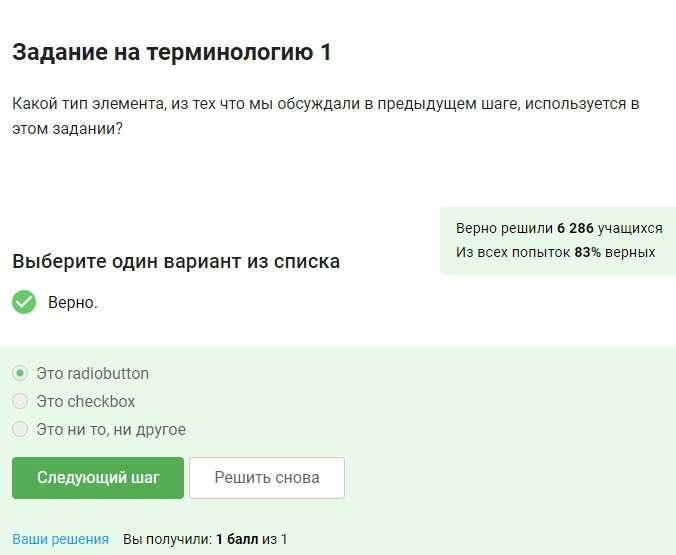 Задание на терминологию 1
Какой тип элемента, из тех что мы обсуждали в предыдущем шаге, используется в
этом задании?
Верно решили 6 286 учащихся
Из всех попыток 83% верных
Выберите один вариант из списка
Верно.
Это radiobutton
Это checkbox
Это ни то, ни другое
Следующий шаг Решить снова
Ваши решения Вы получили: 1 балл из 1